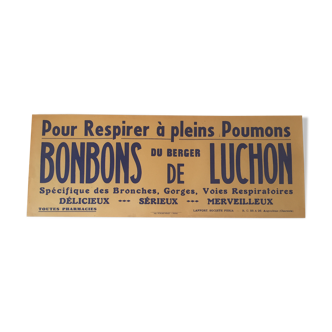 Pour Respirer à pleins Poumons
BONBONS DU BERGER DE LUCHON
Spécifique des Bronches, Gorges, Voies Respiratoires
DÉLICIEUX --- SÉRIEUX --- MERVEILLEUX
TOUTES PHARMACIES